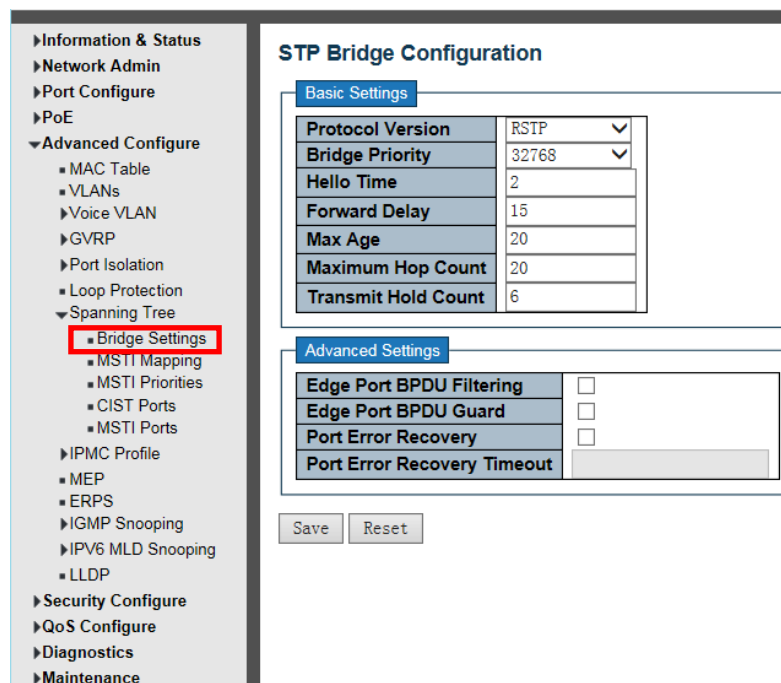 Information & Status
Network Admin
Port Configure
PoE
Advanced Configure
MAC Table
VLANs
Voice VLAN
GVRP
Port Isolation
Loop Protection
Spanning Tree
Bridge Settings
MSTI Mapping
MSTI Priorities
CIST Ports
MSTI Ports
IPMC Profile
MEP
ERPS
IGMP Snooping
IPV6 MLD Snooping
LLDP
Security Configure
QoS Configure
Diagnostics
Maintenance
STP Bridge Configuration
Basic Settings
Protocol Version RSTP
Bridge Priority 32768
Hello Time 2
Forward Delay 15
Max Age 20
Maximum Hop Count 20
Transmit Hold Count 6
Advanced Settings
Edge Port BPDU Filtering
Edge Port BPDU Guard
Port Error Recovery
Port Error Recovery Timeout
Save Reset